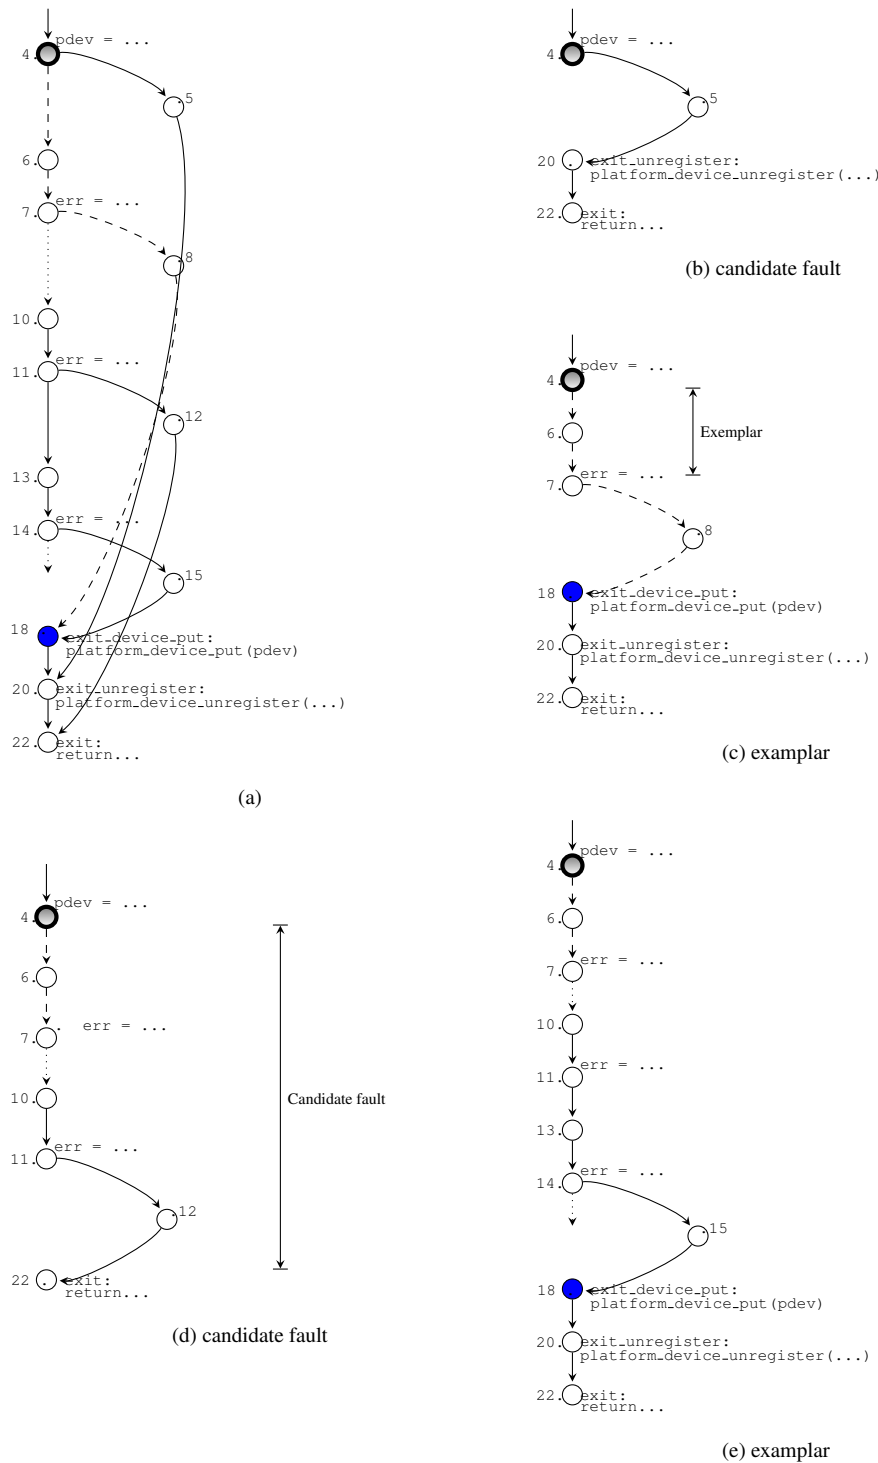 pdev = ...
4.
5
6.
err = ...
7.
8
10.
err = ...
11.
12
13.
err = ...
14.
15
18
exit_device_put:
platform_device_put(pdev)
20.
exit_unregister:
platform_device_unregister(...)
22.
exit:
return...
(a)
pdev = ...
4.
5
20
exit_unregister:
platform_device_unregister(...)
22.
exit:
return...
(b) candidate fault
pdev = ...
4.
Exemplar
6.
err = ...
7.
8
18
exit_device_put:
platform_device_put(pdev)
20.
exit_unregister:
platform_device_unregister(...)
22.
exit:
return...
(c) examplar
pdev = ...
4.
6.
. err = ...
7.
10.
Candidate fault
err = ...
11.
12
22
exit:
return...
(d) candidate fault
pdev = ...
4.
6.
err = ...
7.
10.
err = ...
11.
13.
err = ...
14.
15
18
exit_device_put:
platform_device_put(pdev)
20.
exit_unregister:
platform_device_unregister(...)
22.
exit:
return...
(e) examplar